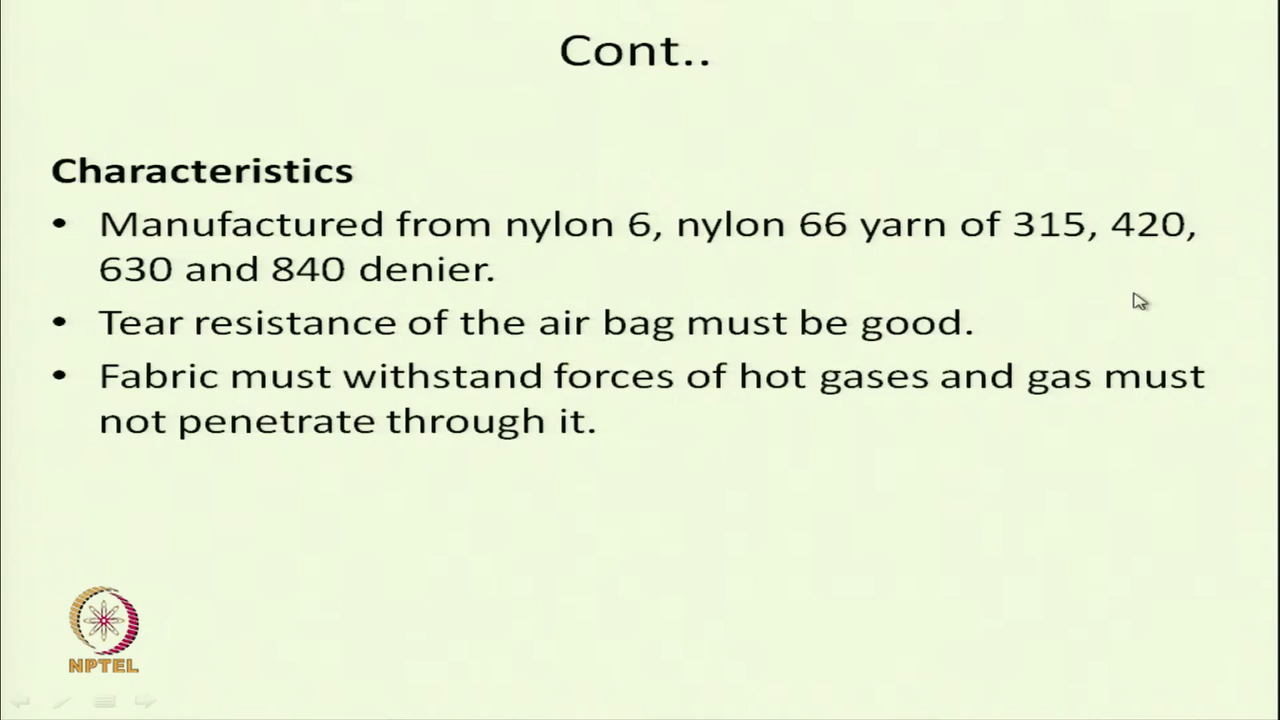 Cont..
Characteristics
• Manufactured from nylon 6, nylon 66 yarn of 315, 420,
630 and 840 denier.
• Tear resistance of the air bag must be good.
• Fabric must withstand forces of hot gases and gas must
not penetrate through it.
NPTEL